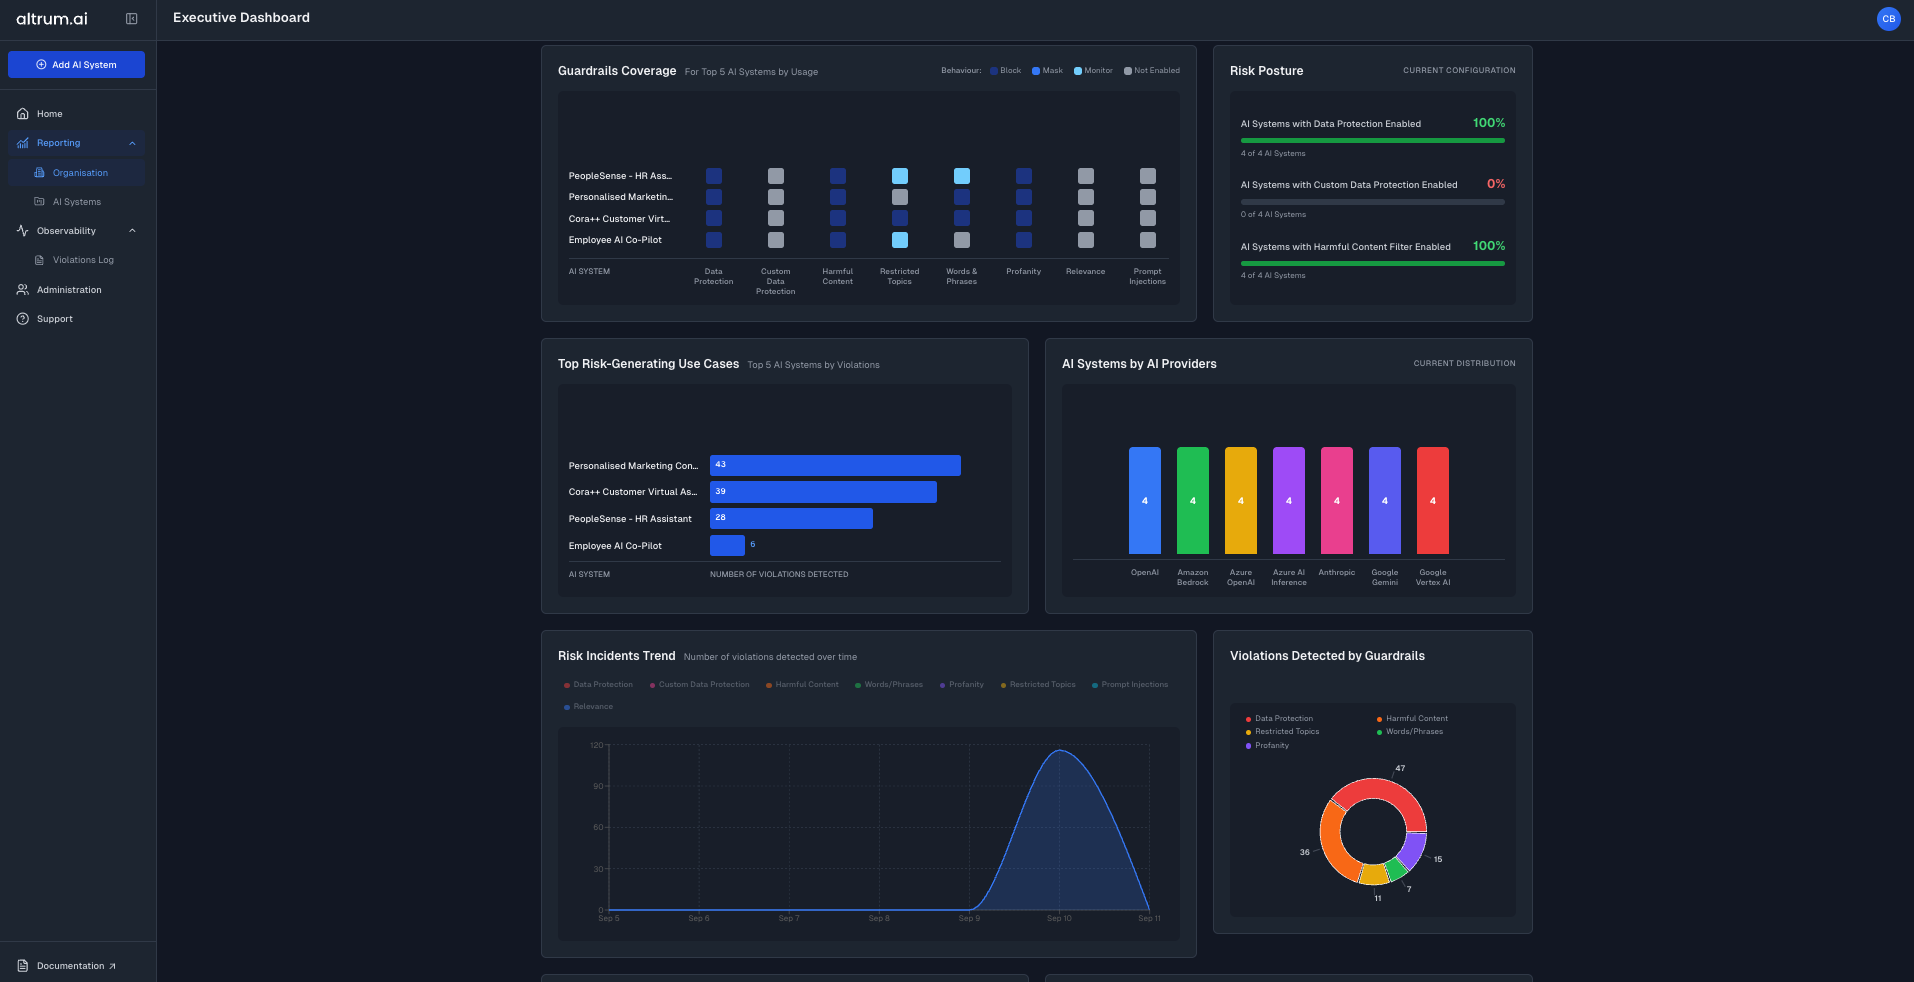 altrum.ai
Executive Dashboard
CB
Add AI System
Home
Reporting
Organisation
AI Systems
Observability
Violations Log
Administration
Support
Documentation
Guardrails Coverage For Top 5 AI Systems by Usage
Behaviour: Block Mask Monitor Not Enabled
PeopleSense - HR Ass...
Personalised Marketin...
Cora++ Customer Virt...
Employee AI Co-Pilot
AI SYSTEM
Data
Protection
Custom
Data
Protection
Harmful
Content
Restricted
Topics
Words &
Phrases
Profanity
Relevance
Prompt
Injections
Risk Posture
CURRENT CONFIGURATION
AI Systems with Data Protection Enabled 100%
4 of 4 AI Systems
AI Systems with Custom Data Protection Enabled 0%
0 of 4 AI Systems
AI Systems with Harmful Content Filter Enabled 100%
4 of 4 AI Systems
Top Risk-Generating Use Cases Top 5 AI Systems by Violations
Personalised Marketing Con... 43
Cora++ Customer Virtual As... 39
PeopleSense - HR Assistant 28
Employee AI Co-Pilot 6
AI SYSTEM NUMBER OF VIOLATIONS DETECTED
AI Systems by AI Providers
CURRENT DISTRIBUTION
4 4 4 4 4 4 4
OpenAI
Amazon
Bedrock
Azure
OpenAI
Azure AI
Inference
Anthropic
Google
Gemini
Google
Vertex AI
Risk Incidents Trend Number of violations detected over time
Data Protection Custom Data Protection Harmful Content Words/Phrases Profanity Restricted Topics Prompt Injections
Relevance
120
90
60
30
0
Sep 5 Sep 6 Sep 7 Sep 8 Sep 9 Sep 10 Sep 11
Violations Detected by Guardrails
Data Protection Harmful Content
Restricted Topics Words/Phrases
Profanity
47
36
15
7
11